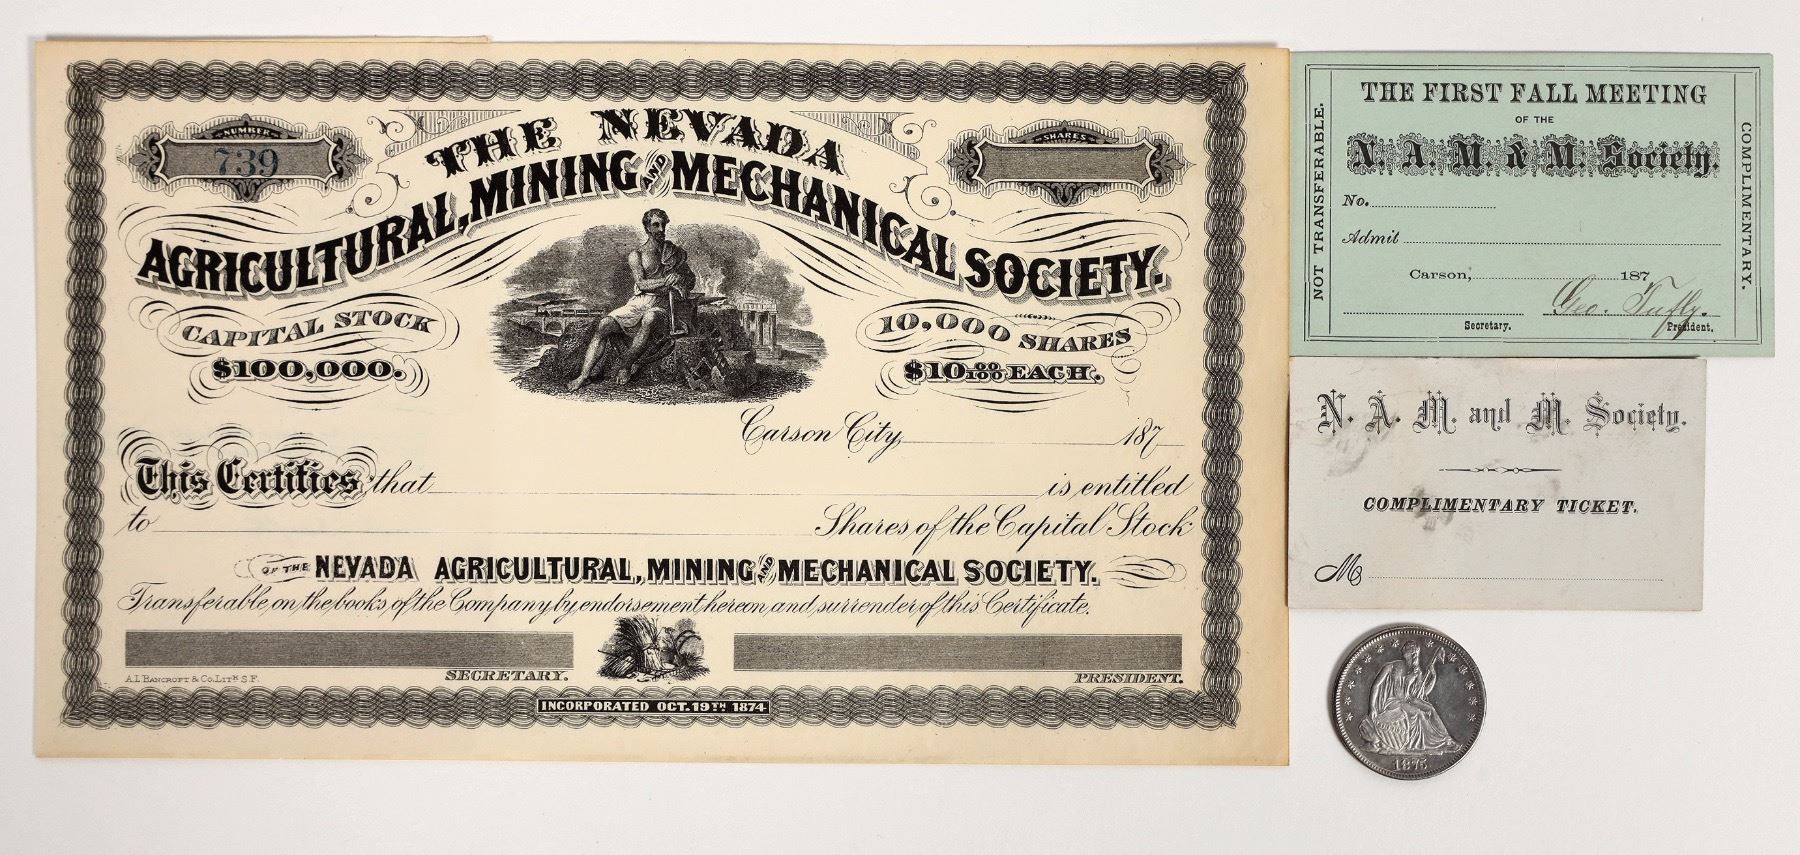 NUMBER
739
SHARES
THE NEVADA
AGRICULTURAL, MINING AND MECHANICAL SOCIETY.
CAPITAL STOCK
$100,000.
10,000 SHARES
$10 00/100 EACH.
Carson City, 187
This Certifies that is entitled
to Shares of the Capital Stock
OF THE NEVADA AGRICULTURAL, MINING AND MECHANICAL SOCIETY.
Transferable on the books of the Company by endorsement hereon and surrender of this Certificate.
SECRETARY.
PRESIDENT.
A.L. BANCROFT & CO. LITH. S.F.
INCORPORATED OCT. 19TH 1874
NOT TRANSFERABLE.
THE FIRST FALL MEETING
OF THE
N. A. M. & M. Society.
No.
Admit
Carson, 187
Geo. Tufly.
Secretary. President.
COMPLIMENTARY.
N. A. M. and M. Society.
COMPLIMENTARY TICKET.
M
1875